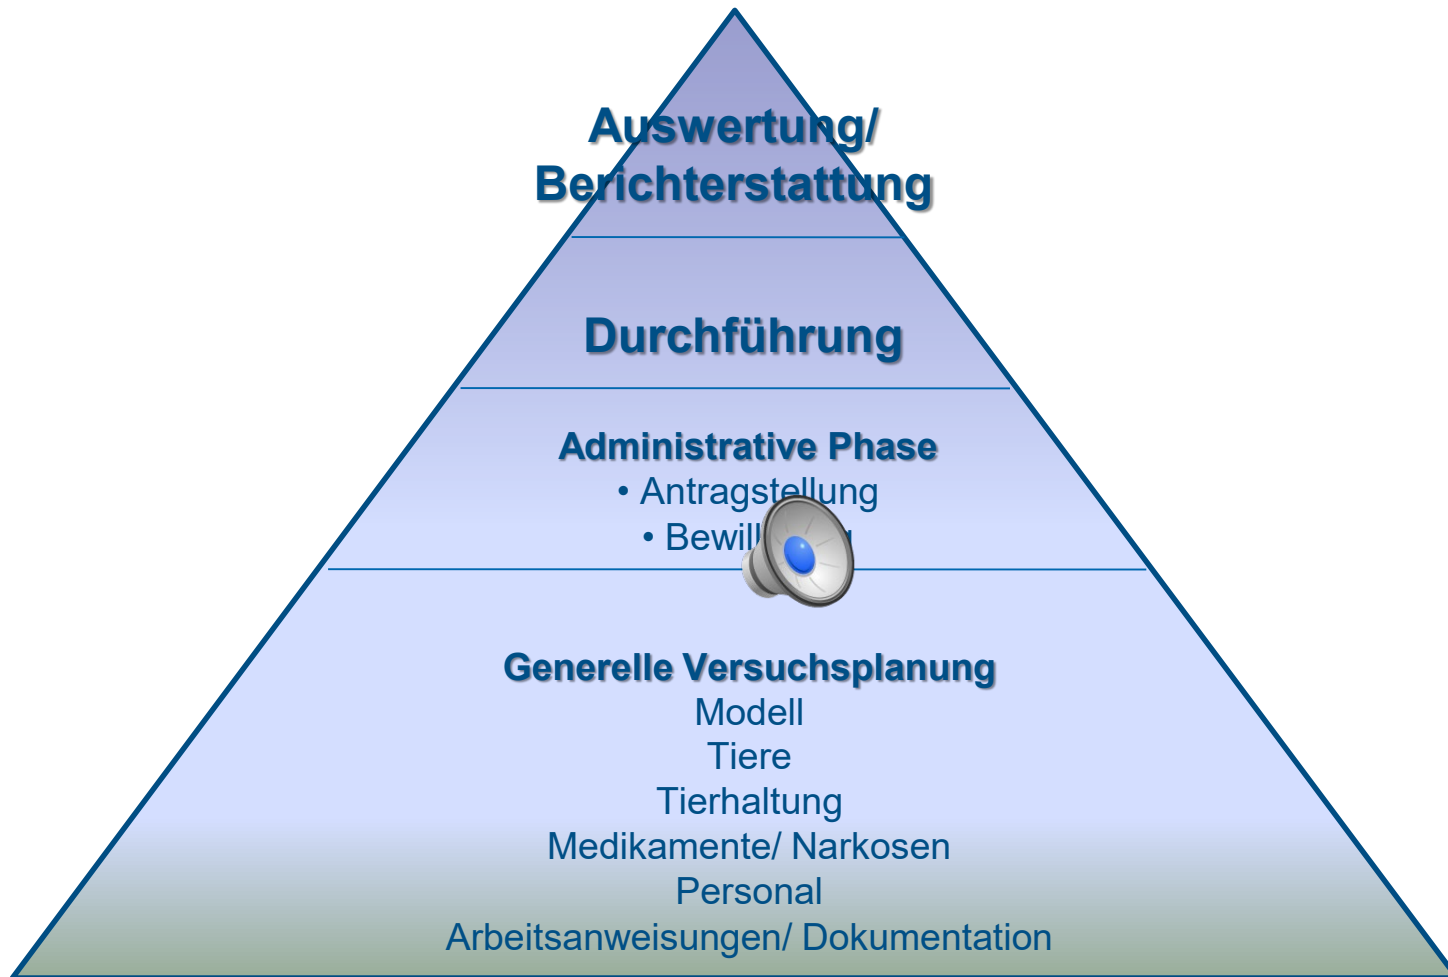 Auswertung/
Berichterstattung
Durchführung
Administrative Phase
• Antragstellung
•
Generelle Versuchsplanung
Modell
Tiere
Tierhaltung
Medikamente/ Narkosen
Personal
Arbeitsanweisungen/ Dokumentation